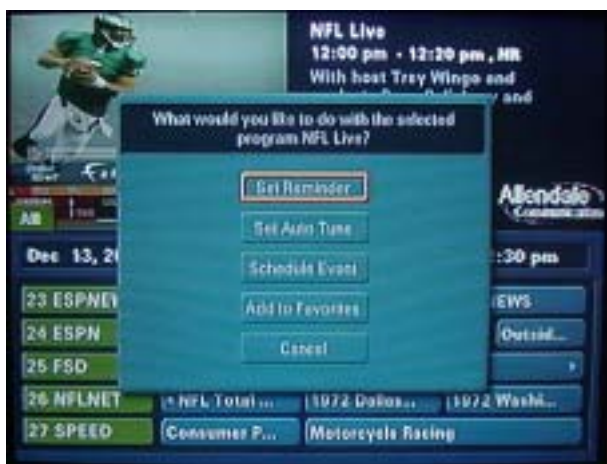 NFL Live
12:00 pm - 12:20 pm , HR
With host Trey Wingo and
and
What would you like to do with the selected
program NFL Live?
Set Reminder
Set Auto Tune
Schedule Event
Add to Favorites
Cancel
Allendale
All
Dec 13, 2
:30 pm
23 ESPNEW
EWS
24 ESPN
Outsid...
25 FSD
26 NFLNET
NFL Total ...
1972 Dallas...
1972 Washi...
27 SPEED
Consumer P...
Motorcycle Racing